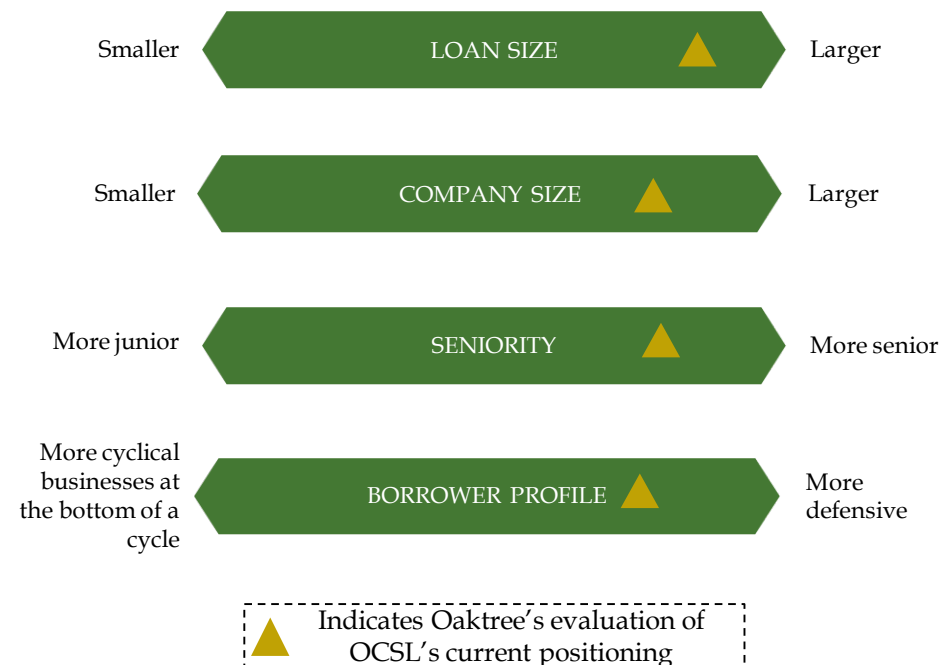 Smaller
LOAN SIZE
Larger
Smaller
COMPANY SIZE
Larger
More junior
SENIORITY
More senior
More cyclical
businesses at
the bottom of a
cycle
BORROWER PROFILE
More
defensive
Indicates Oaktree’s evaluation of
OCSL’s current positioning